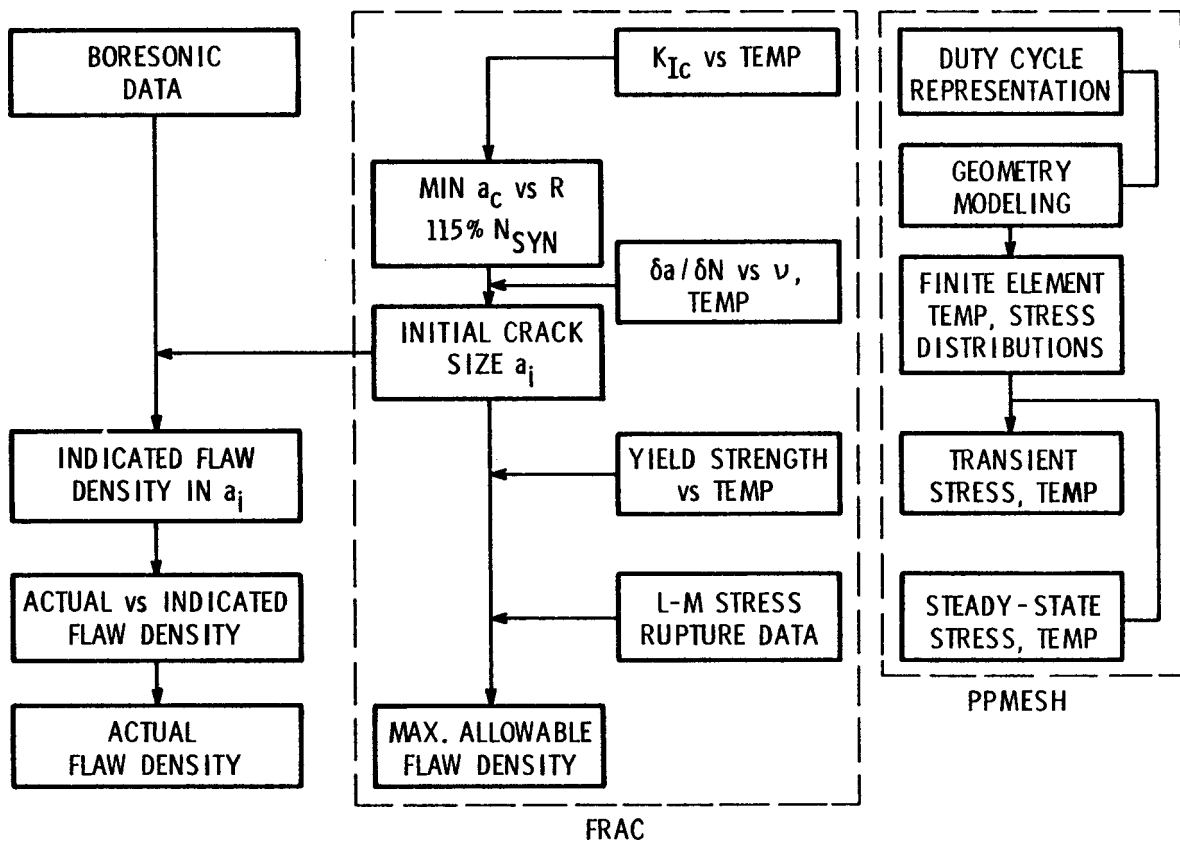 BORESONIC
DATA
INDICATED FLAW
DENSITY IN aᵢ
ACTUAL vs INDICATED
FLAW DENSITY
ACTUAL
FLAW DENSITY
K_Ic vs TEMP
MIN a_c vs R
115% N_SYN
δa/δN vs ν,
TEMP
INITIAL CRACK
SIZE aᵢ
YIELD STRENGTH
vs TEMP
L-M STRESS
RUPTURE DATA
MAX. ALLOWABLE
FLAW DENSITY
FRAC
DUTY CYCLE
REPRESENTATION
GEOMETRY
MODELING
FINITE ELEMENT
TEMP, STRESS
DISTRIBUTIONS
TRANSIENT
STRESS, TEMP
STEADY-STATE
STRESS, TEMP
PPMESH